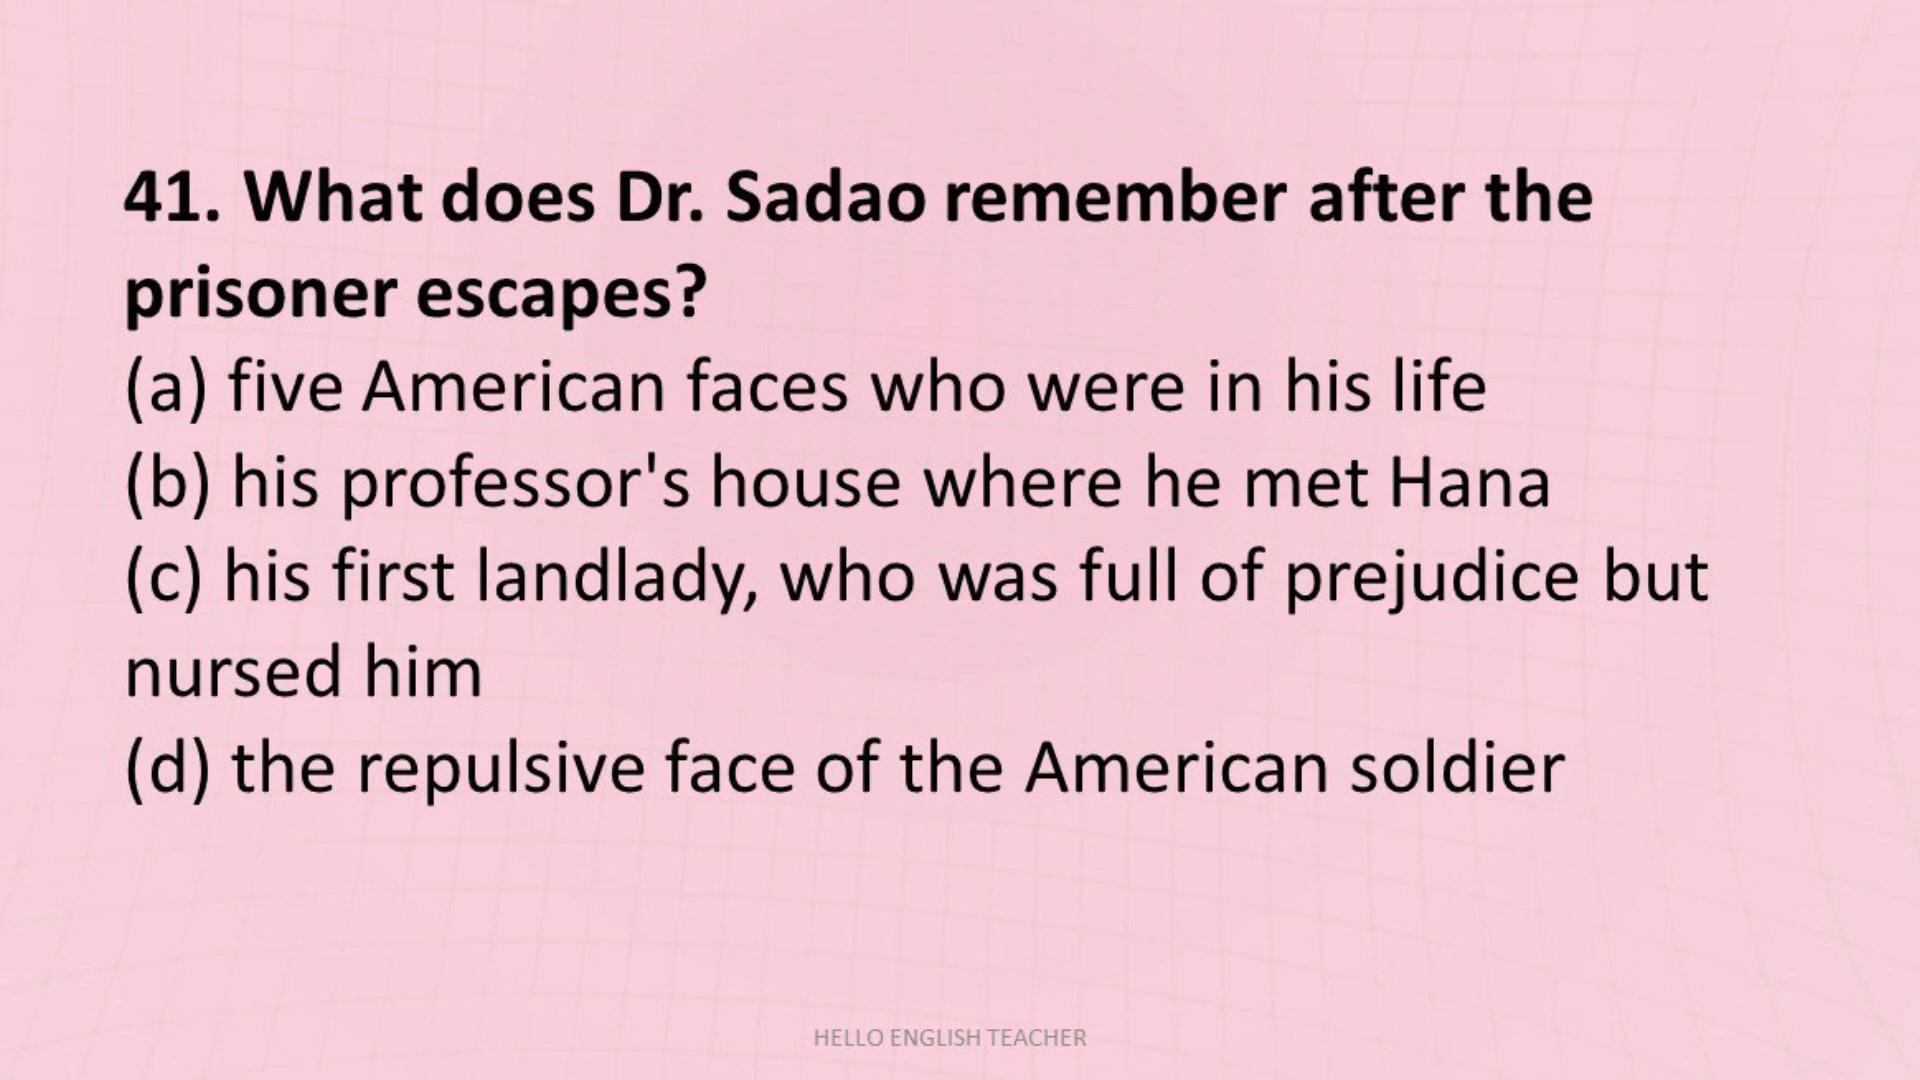 41. What does Dr. Sadao remember after the
prisoner escapes?
(a) five American faces who were in his life
(b) his professor's house where he met Hana
(c) his first landlady, who was full of prejudice but
nursed him
(d) the repulsive face of the American soldier
HELLO ENGLISH TEACHER